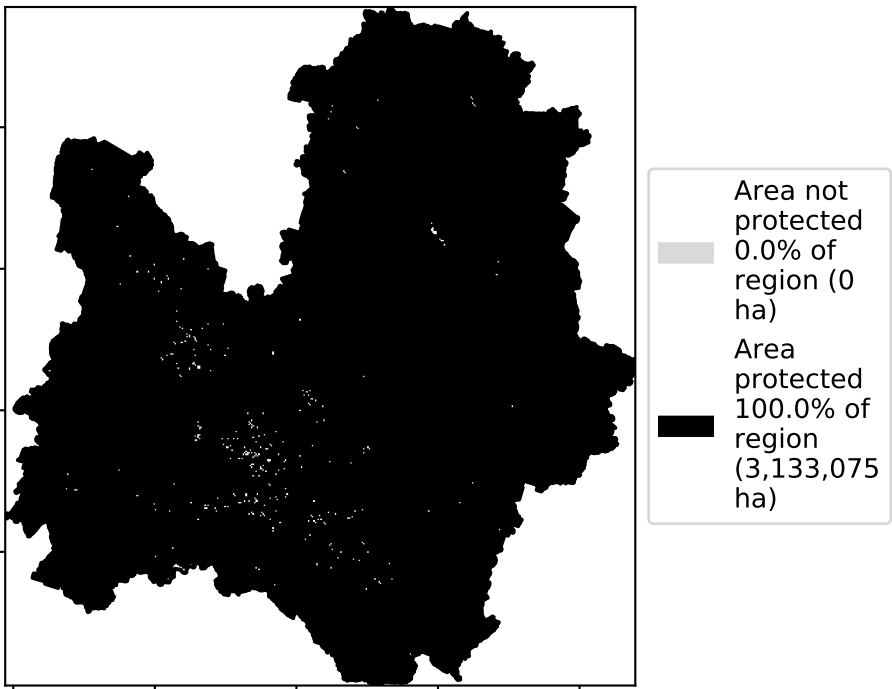 Area not
protected
0.0% of
region (0
ha)
Area
protected
100.0% of
region
(3,133,075
ha)